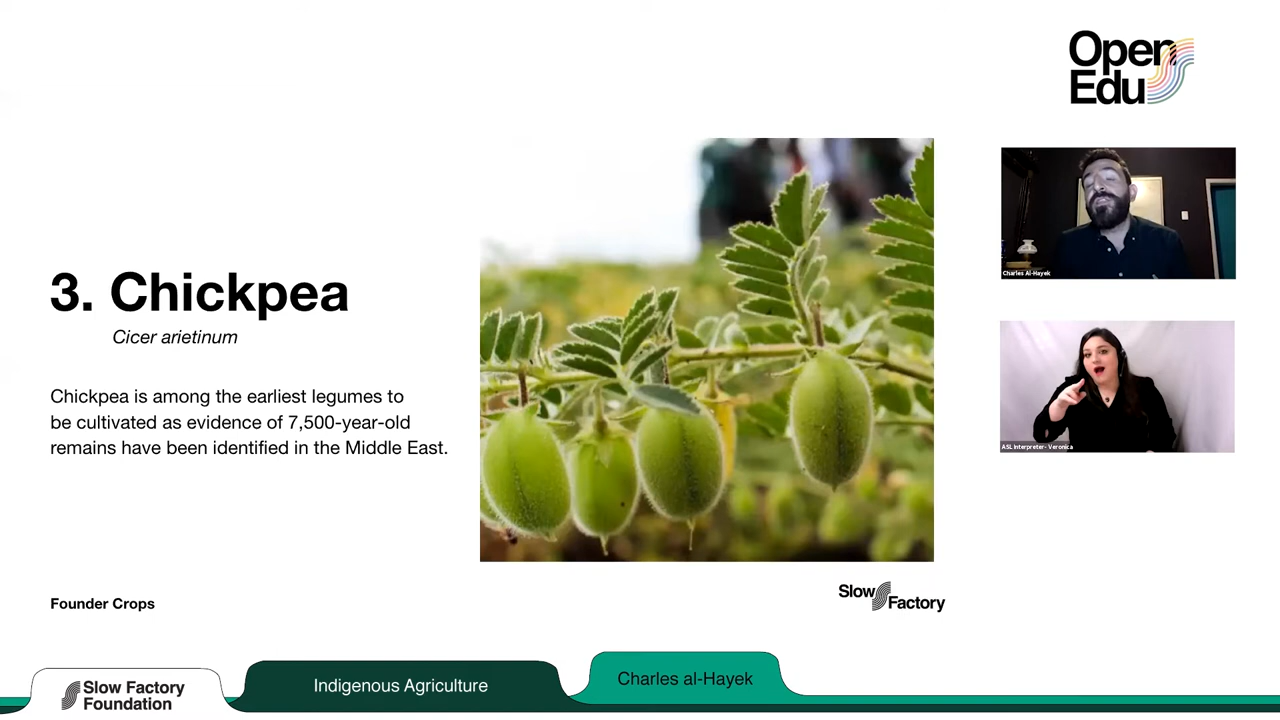 Open
Edu
3. Chickpea
Cicer arietinum
Chickpea is among the earliest legumes to
be cultivated as evidence of 7,500-year-old
remains have been identified in the Middle East.
Charles Al-Hayek
ASL Interpreter- Veronica
Founder Crops
Slow
Factory
Slow Factory
Foundation
Indigenous Agriculture
Charles al-Hayek